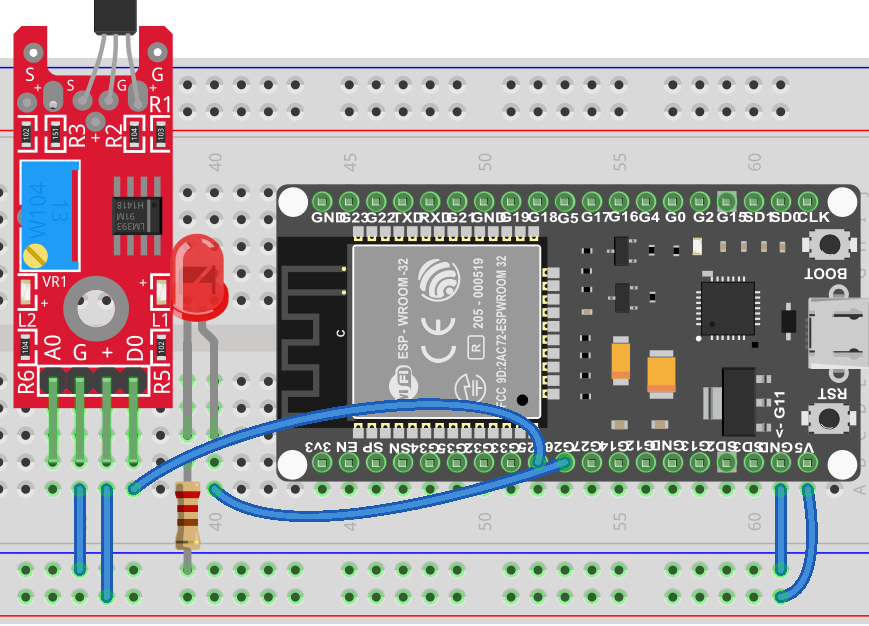 S
G
+
S
G
+
R1
R3
+
R2
102
151
104
103
W104
13
LM393
91M
H1418
VR1
+
+
L2
L1
104
102
R6
A0
G
+
D0
R5
40
45
50
55
60
GND
G23
G22
TXD
RXD
G21
GND
G19
G18
G5
G17
G16
G4
G0
G2
G15
SD1
SD0
CLK
BOOT
C
ESP - WROOM-32
WiFi
CE
R
205 - 000519
FCC 9D:2AC72-ESPWROOM 32
RST
<- G11
3v3
EN
SP
SN
G34
G35
G32
G33
G25
G26
G27
G14
G12
GND
G13
SD2
SD3
G
V5
40
45
50
55
60
A